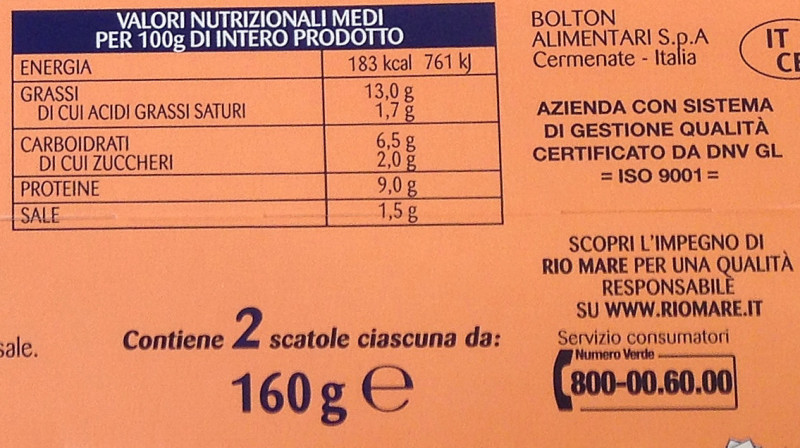 VALORI NUTRIZIONALI MEDI
PER 100g DI INTERO PRODOTTO
ENERGIA 183 kcal 761 kJ
GRASSI 13,0 g
DI CUI ACIDI GRASSI SATURI 1,7 g
CARBOIDRATI 6,5 g
DI CUI ZUCCHERI 2,0 g
PROTEINE 9,0 g
SALE 1,5 g
sale.
Contiene 2 scatole ciascuna da:
160 g ℮
BOLTON
ALIMENTARI S.p.A
Cermenate - Italia
IT
CE
AZIENDA CON SISTEMA
DI GESTIONE QUALITÀ
CERTIFICATO DA DNV GL
= ISO 9001 =
SCOPRI L'IMPEGNO DI
RIO MARE PER UNA QUALITÀ
RESPONSABILE
SU WWW.RIOMARE.IT
Servizio consumatori
Numero Verde
800-00.60.00